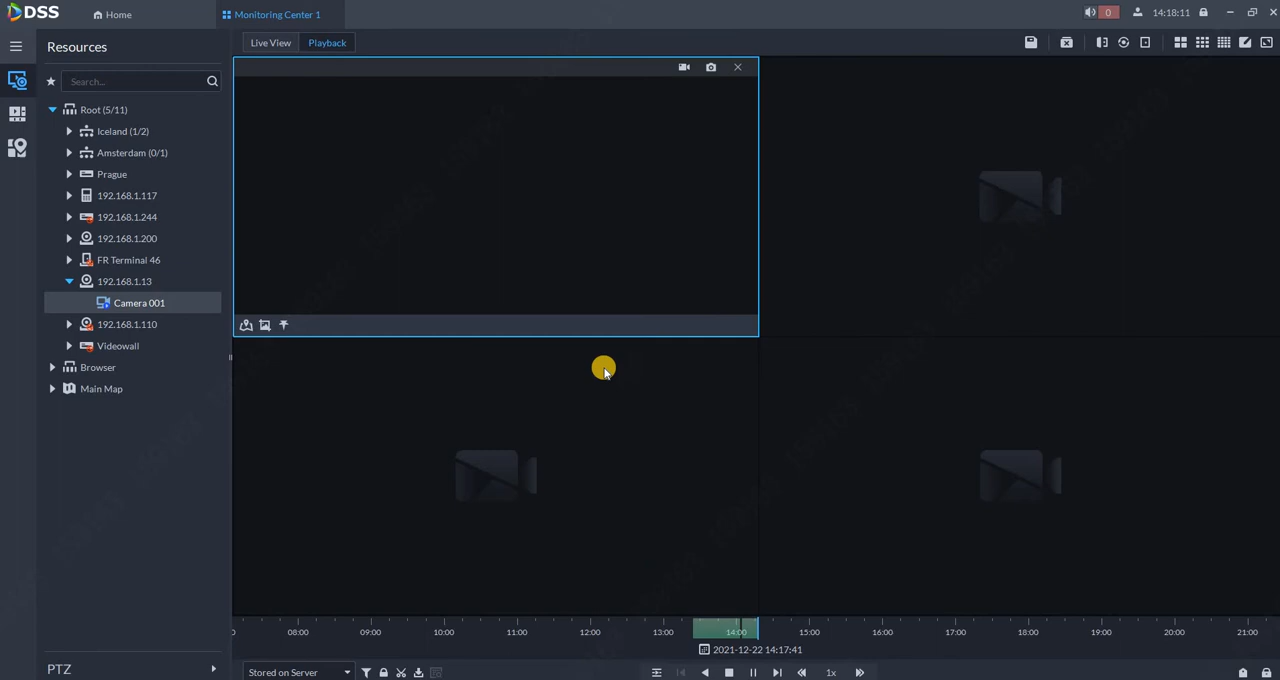 DSS
Home
Monitoring Center 1
0
14:18:11
Resources
Live View
Playback
Search...
Root (5/11)
Iceland (1/2)
Amsterdam (0/1)
Prague
192.168.1.117
192.168.1.244
192.168.1.200
FR Terminal 46
192.168.1.13
Camera 001
192.168.1.110
Videowall
Browser
Main Map
0 08:00 09:00 10:00 11:00 12:00 13:00 14:00 15:00 16:00 17:00 18:00 19:00 20:00 21:00
2021-12-22 14:17:41
PTZ
Stored on Server
1x